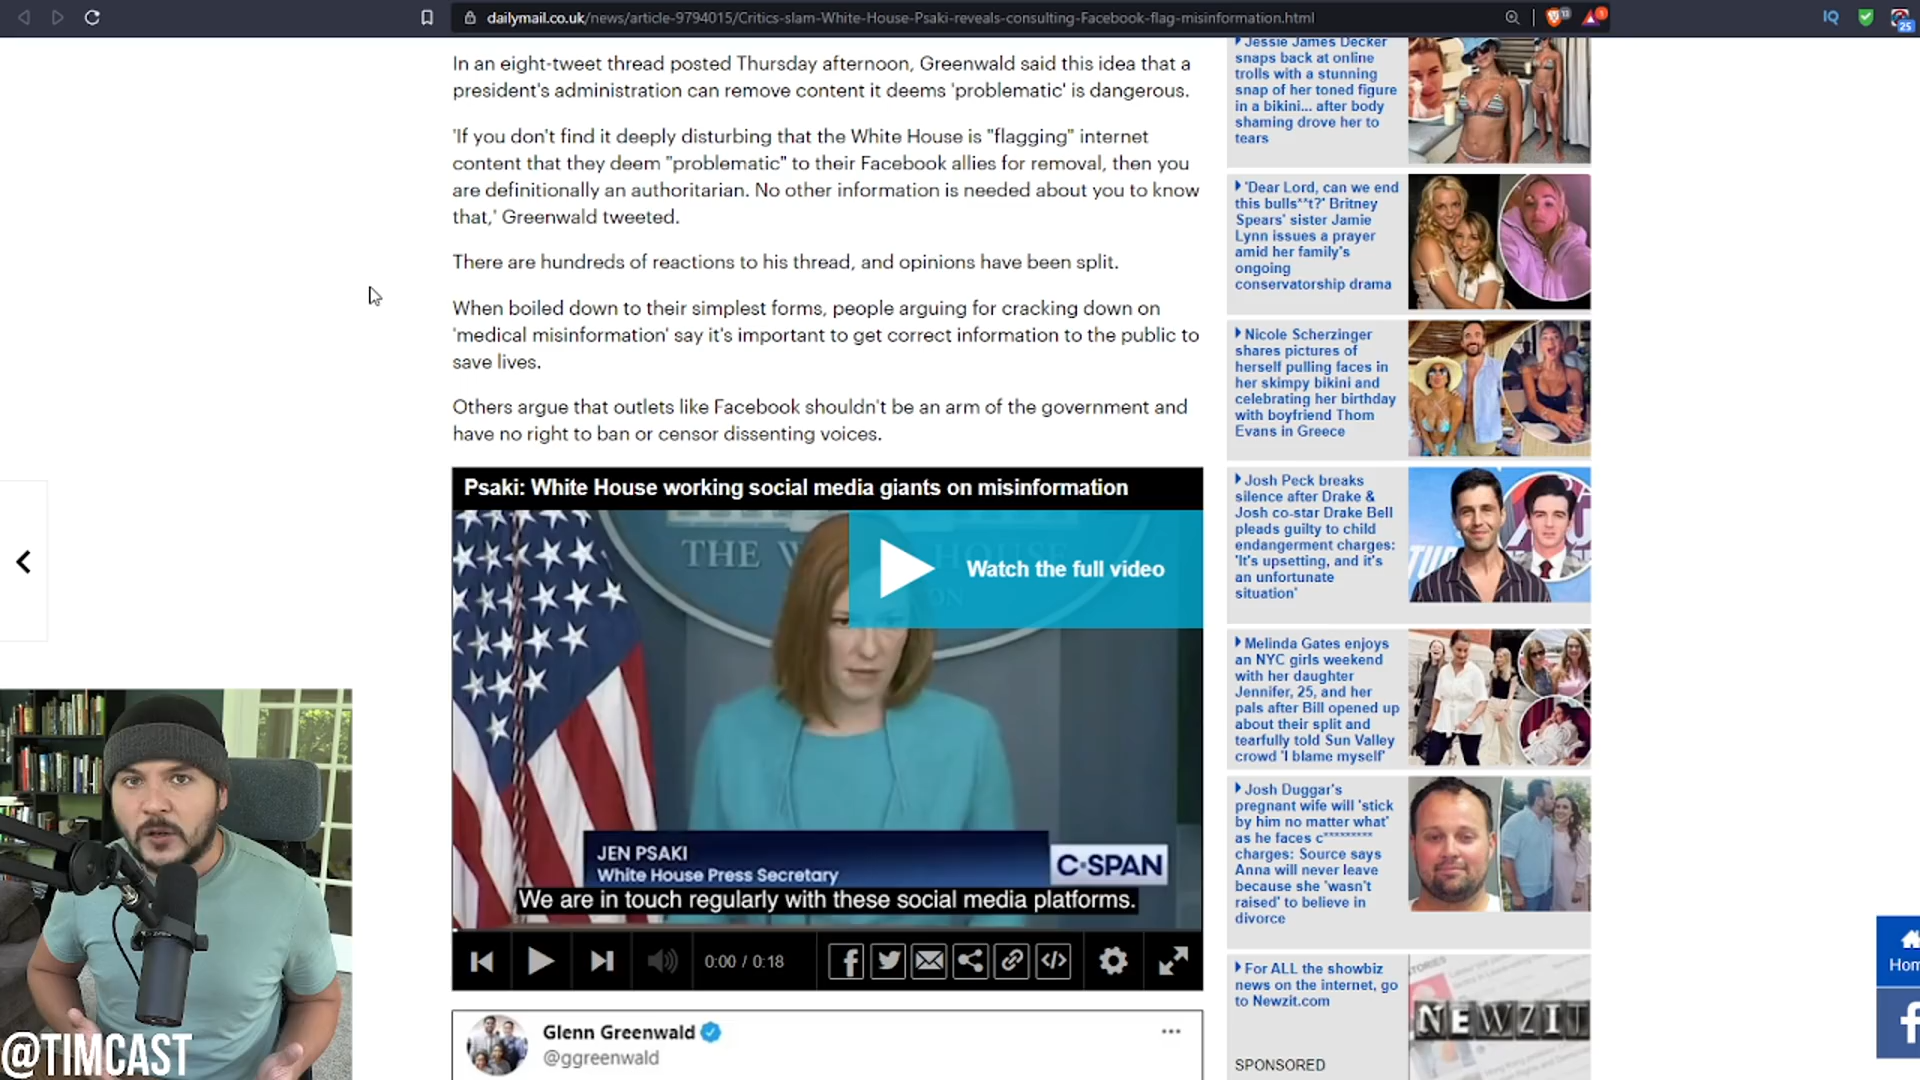 dailymail.co.uk/news/article-9794015/Critics-slam-White-House-Psaki-reveals-consulting-Facebook-flag-misinformation.html
IQ
25
In an eight-tweet thread posted Thursday afternoon, Greenwald said this idea that a
president's administration can remove content it deems 'problematic' is dangerous.
'If you don't find it deeply disturbing that the White House is "flagging" internet
content that they deem "problematic" to their Facebook allies for removal, then you
are definitionally an authoritarian. No other information is needed about you to know
that,' Greenwald tweeted.
There are hundreds of reactions to his thread, and opinions have been split.
When boiled down to their simplest forms, people arguing for cracking down on
'medical misinformation' say it's important to get correct information to the public to
save lives.
Others argue that outlets like Facebook shouldn't be an arm of the government and
have no right to ban or censor dissenting voices.
Psaki: White House working social media giants on misinformation
THE W HOUSE
ON
Watch the full video
JEN PSAKI
White House Press Secretary
C-SPAN
We are in touch regularly with these social media platforms.
0:00 / 0:18
Glenn Greenwald
@ggreenwald
Jessie James Decker
snaps back at online
trolls with a stunning
snap of her toned figure
in a bikini... after body
shaming drove her to
tears
'Dear Lord, can we end
this bulls**t?' Britney
Spears' sister Jamie
Lynn issues a prayer
amid her family's
ongoing
conservatorship drama
Nicole Scherzinger
shares pictures of
herself pulling faces in
her skimpy bikini and
celebrating her birthday
with boyfriend Thom
Evans in Greece
Josh Peck breaks
silence after Drake &
Josh co-star Drake Bell
pleads guilty to child
endangerment charges:
'It's upsetting, and it's
an unfortunate
situation'
Melinda Gates enjoys
an NYC girls weekend
with her daughter
Jennifer, 25, and her
pals after Bill opened up
about their split and
tearfully told Sun Valley
crowd 'I blame myself'
Josh Duggar's
pregnant wife will 'stick
by him no matter what'
as he faces c*********
charges: Source says
Anna will never leave
because she 'wasn't
raised' to believe in
divorce
For ALL the showbiz
news on the internet, go
to Newzit.com
NEWZIT
SPONSORED
Hom
@TIMCAST